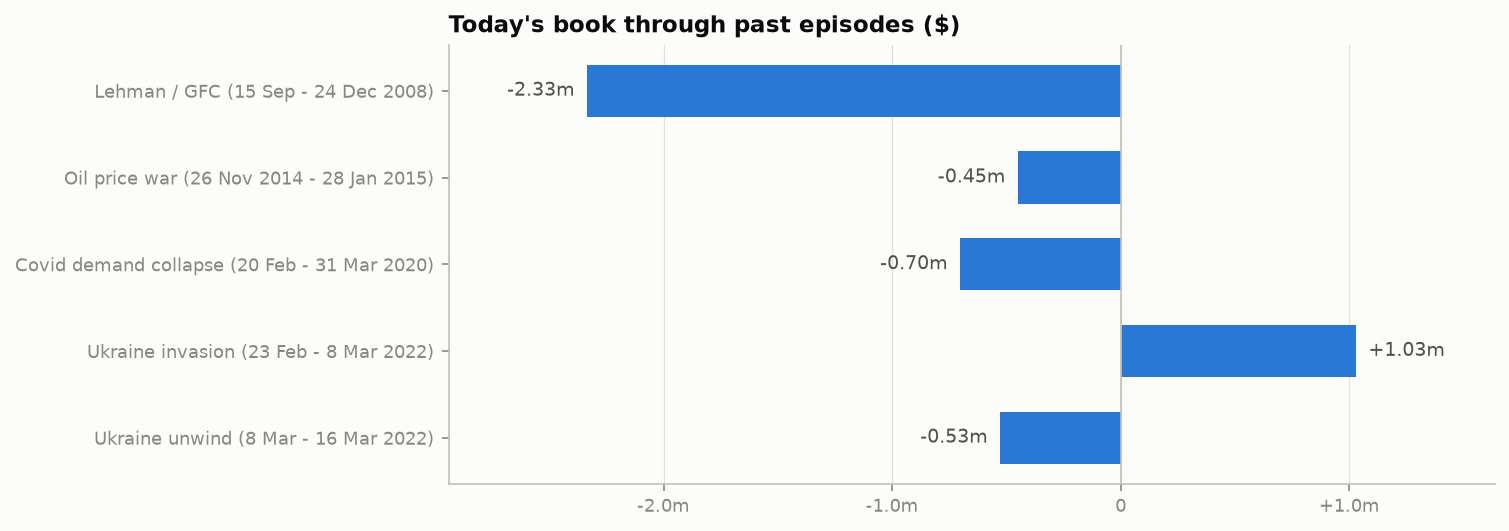 Today's book through past episodes ($)
Lehman / GFC (15 Sep - 24 Dec 2008)
-2.33m
Oil price war (26 Nov 2014 - 28 Jan 2015)
-0.45m
Covid demand collapse (20 Feb - 31 Mar 2020)
-0.70m
Ukraine invasion (23 Feb - 8 Mar 2022)
+1.03m
Ukraine unwind (8 Mar - 16 Mar 2022)
-0.53m
-2.0m
-1.0m
0
+1.0m